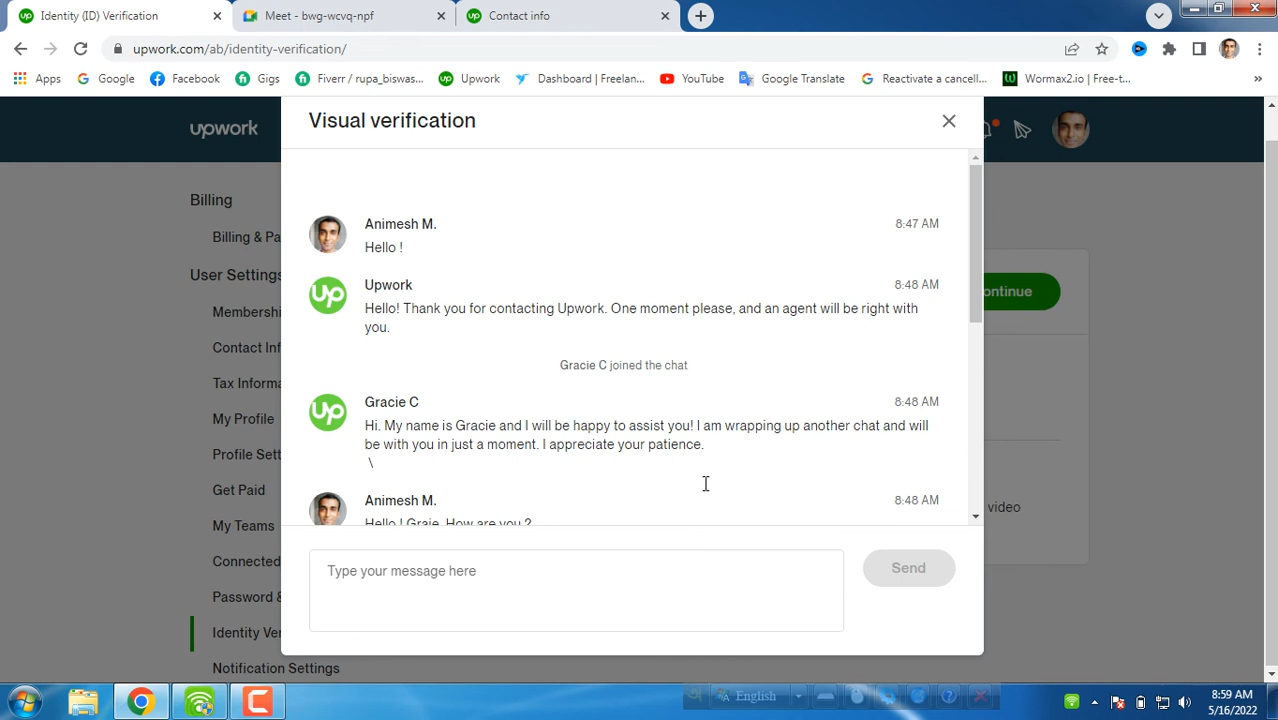 Identity (ID) Verification
Meet - bwg-wcvq-npf
Contact info
upwork.com/ab/identity-verification/
Apps
Google
Facebook
Gigs
Fiverr / rupa_biswas...
Upwork
Dashboard | Freelan...
YouTube
Google Translate
Reactivate a cancell...
Wormax2.io | Free-t...
»
upwork
Visual verification
Billing
Billing & Pa
User Settings
Membershi
Contact Inf
Tax Informa
My Profile
Profile Sett
Get Paid
My Teams
Connected
Password &
Identity Ver
Notification Settings
Animesh M.
8:47 AM
Hello !
Upwork
8:48 AM
Hello! Thank you for contacting Upwork. One moment please, and an agent will be right with
you.
Gracie C joined the chat
Gracie C
8:48 AM
Hi. My name is Gracie and I will be happy to assist you! I am wrapping up another chat and will
be with you in just a moment. I appreciate your patience.
\
Animesh M.
8:48 AM
Hello ! Graie. How are you ?
Type your message here
Send
ontinue
video
English
8:59 AM
5/16/2022